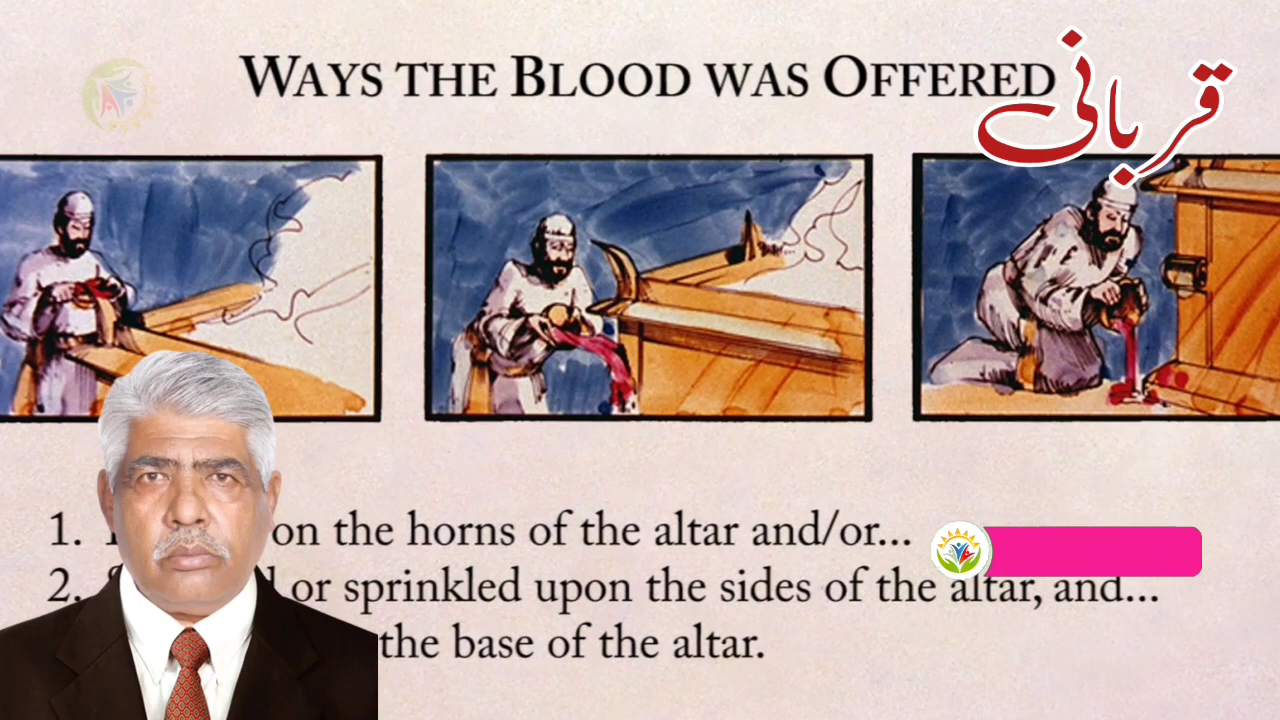 WAYS THE BLOOD WAS OFFERED
قربانی
1. on the horns of the altar and/or...
2. or sprinkled upon the sides of the altar, and...
the base of the altar.